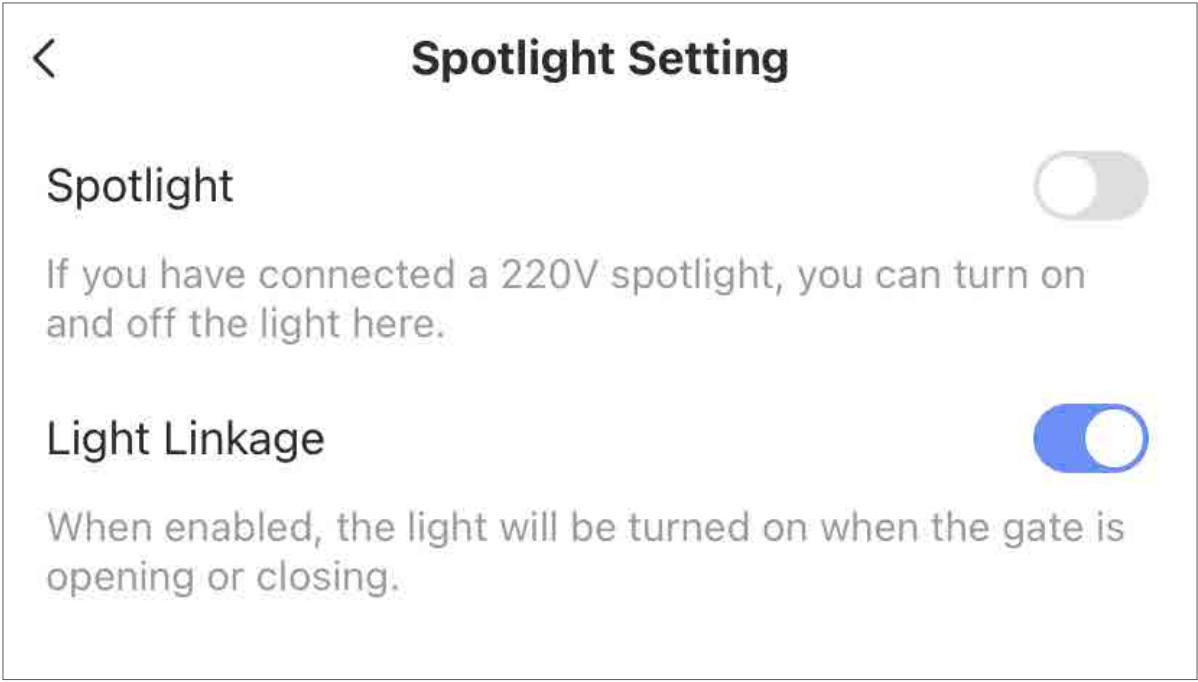 Spotlight Setting
Spotlight
If you have connected a 220V spotlight, you can turn on
and off the light here.
Light Linkage
When enabled, the light will be turned on when the gate is
opening or closing.